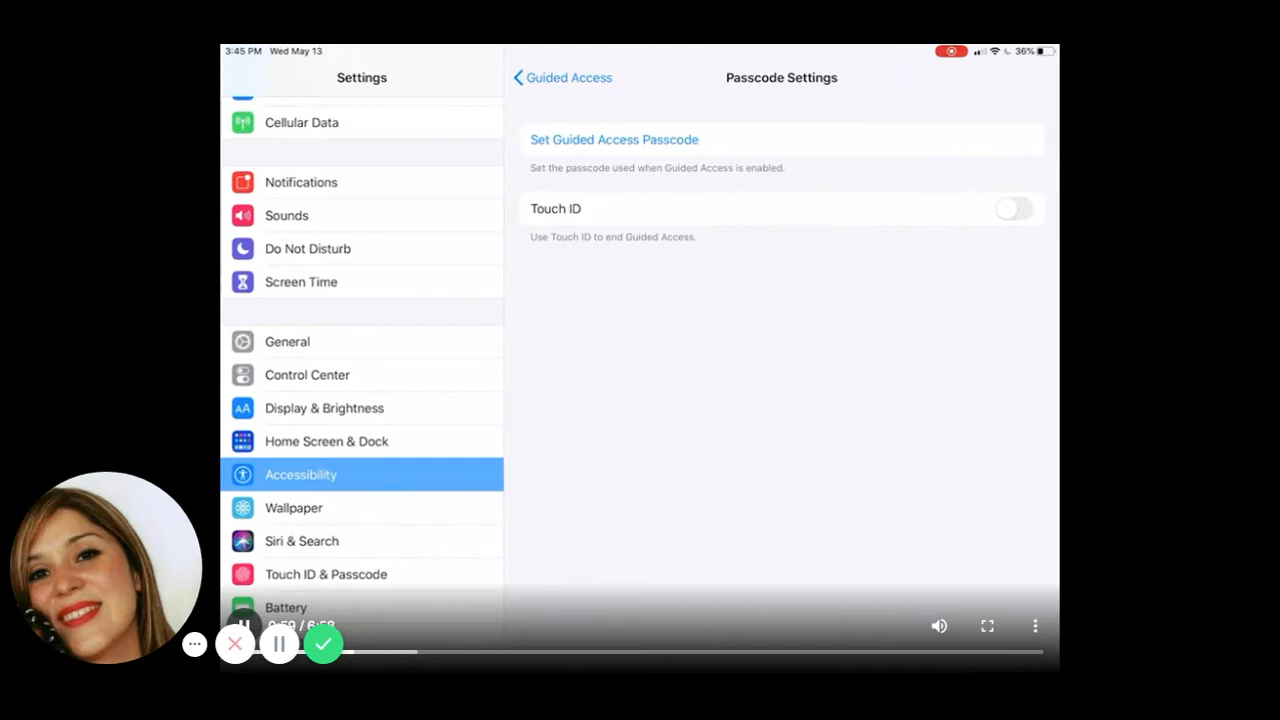 3:45 PM Wed May 13
36%
Settings
Guided Access
Passcode Settings
Cellular Data
Set Guided Access Passcode
Set the passcode used when Guided Access is enabled.
Notifications
Touch ID
Sounds
Use Touch ID to end Guided Access.
Do Not Disturb
Screen Time
General
Control Center
AA
Display & Brightness
Home Screen & Dock
Accessibility
Wallpaper
Siri & Search
Touch ID & Passcode
Battery